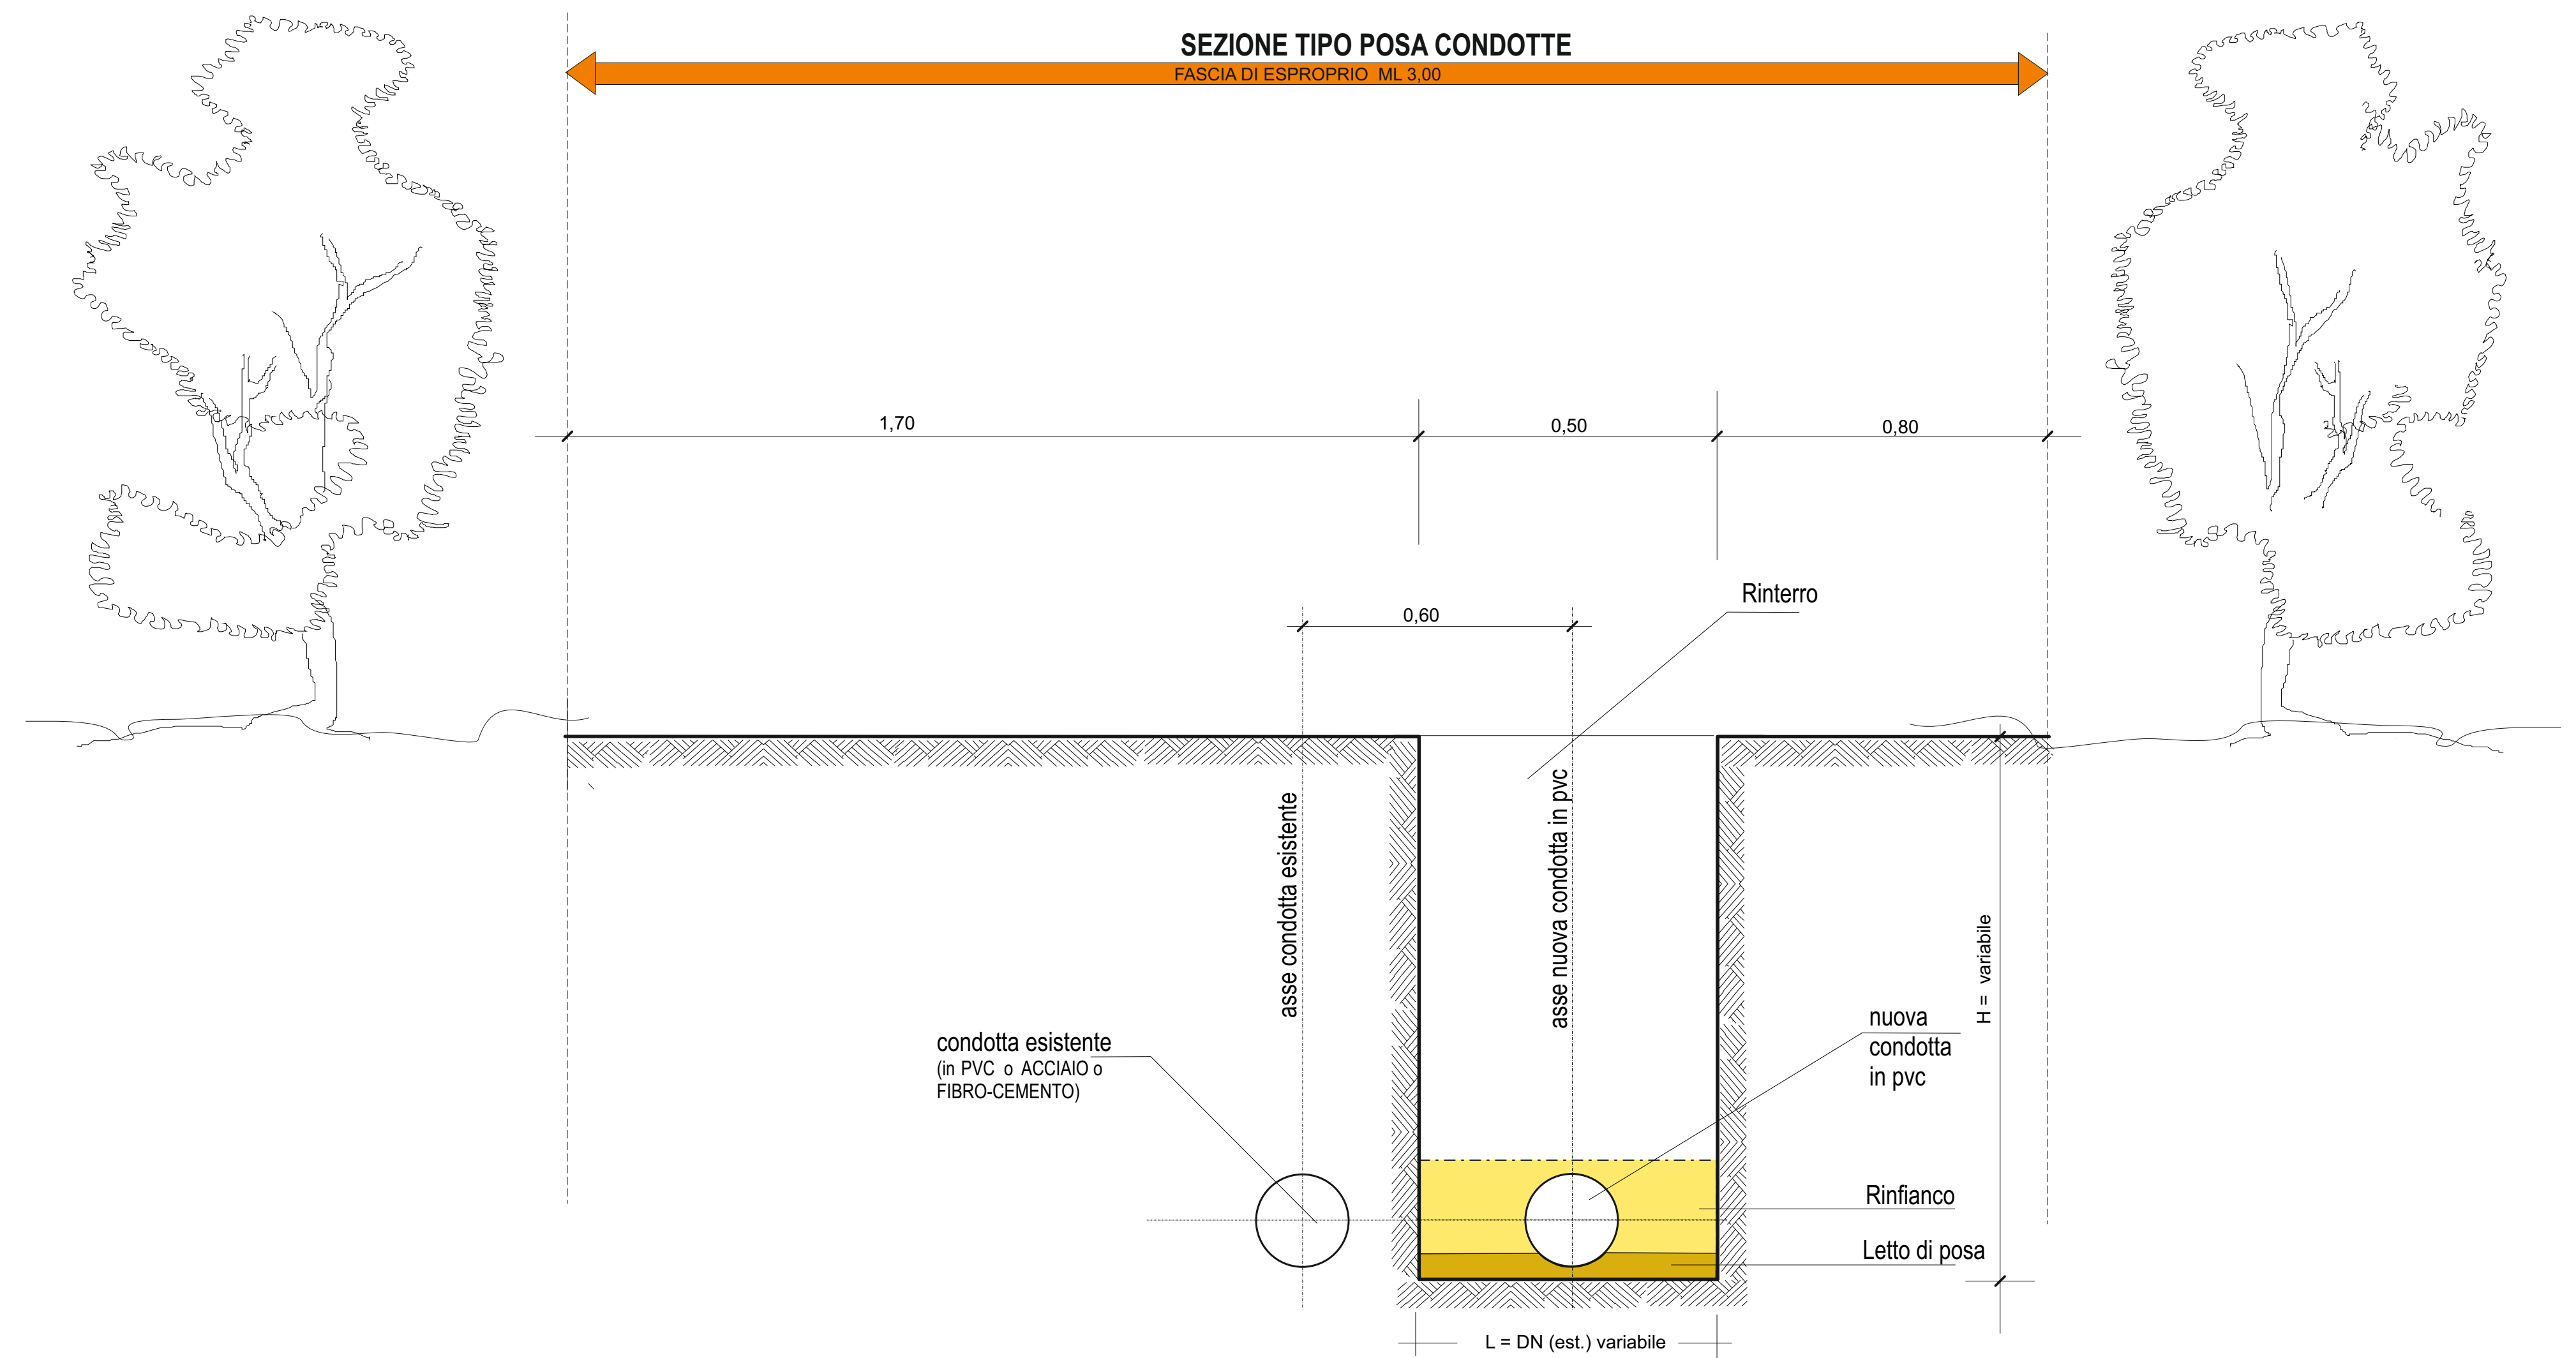 SEZIONE TIPO POSA CONDOTTE
FASCIA DI ESPROPRIO ML 3,00
1,70
0,50
0,80
Rinterro
0,60
asse condotta esistente
asse nuova condotta in pvc
H = variabile
condotta esistente
(in PVC o ACCIAIO o
FIBRO-CEMENTO)
nuova
condotta
in pvc
Rinfianco
Letto di posa
L = DN (est.) variabile